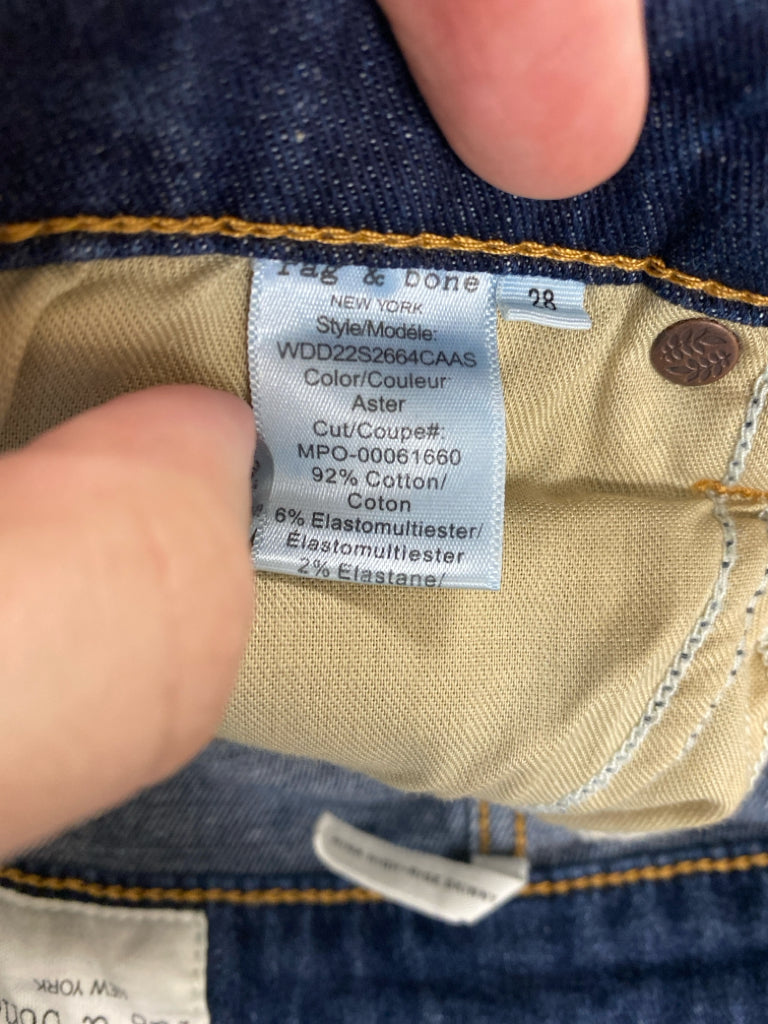 rag & bone
28
NEW YORK
Style/Modéle:
WDD22S2664CAAS
Color/Couleur:
Aster
Cut/Coupe#:
MPO-00061660
92% Cotton/
Coton
6% Elastomultiester/
Élastomultiester
2% Elastane/
NEW YORK